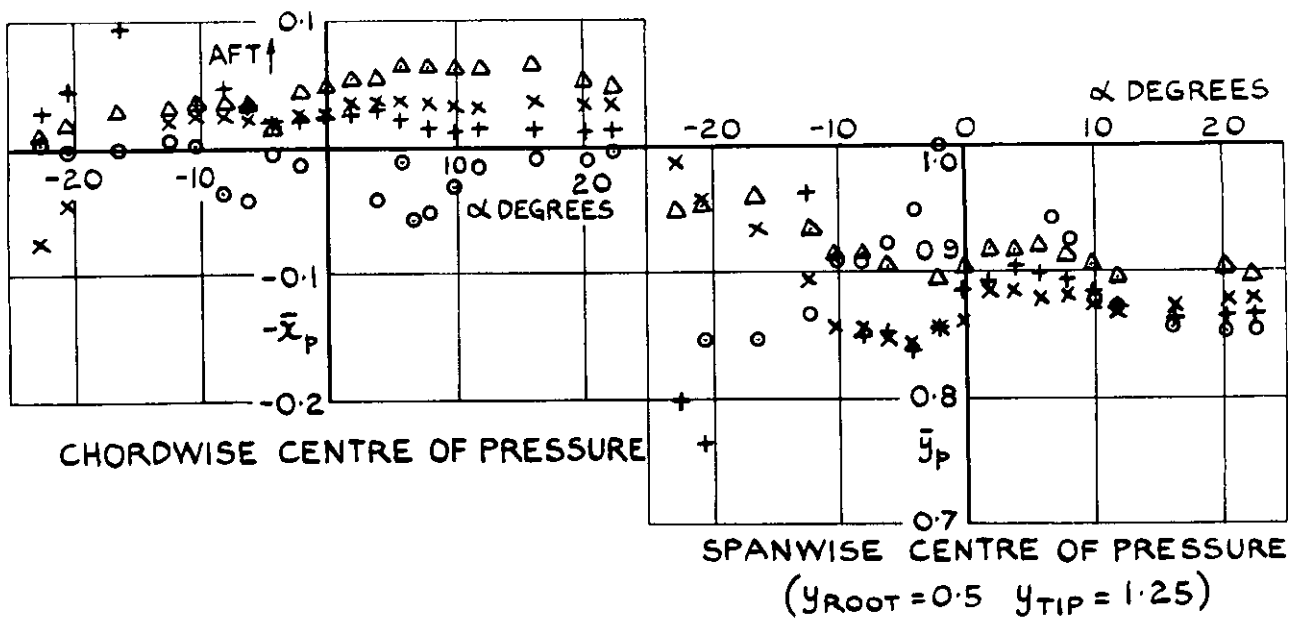 0.1
AFT
-20
-10
10
20
α DEGREES
-0.1
-x̄p
-0.2
CHORDWISE CENTRE OF PRESSURE
α DEGREES
-20
-10
0
10
20
1.0
0.9
0.8
ȳp
0.7
SPANWISE CENTRE OF PRESSURE
(yROOT = 0.5 yTIP = 1.25)